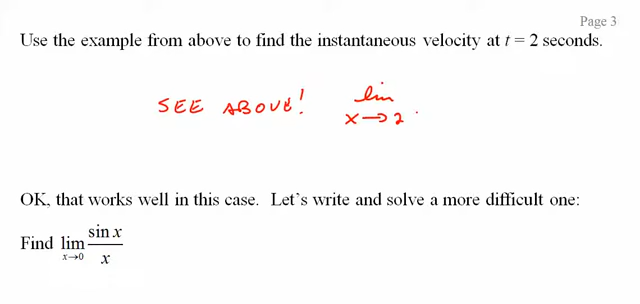 Page 3
Use the example from above to find the instantaneous velocity at t = 2 seconds.
SEE ABOVE! lim
x→2
OK, that works well in this case. Let's write and solve a more difficult one:
Find lim x→0 sin x / x